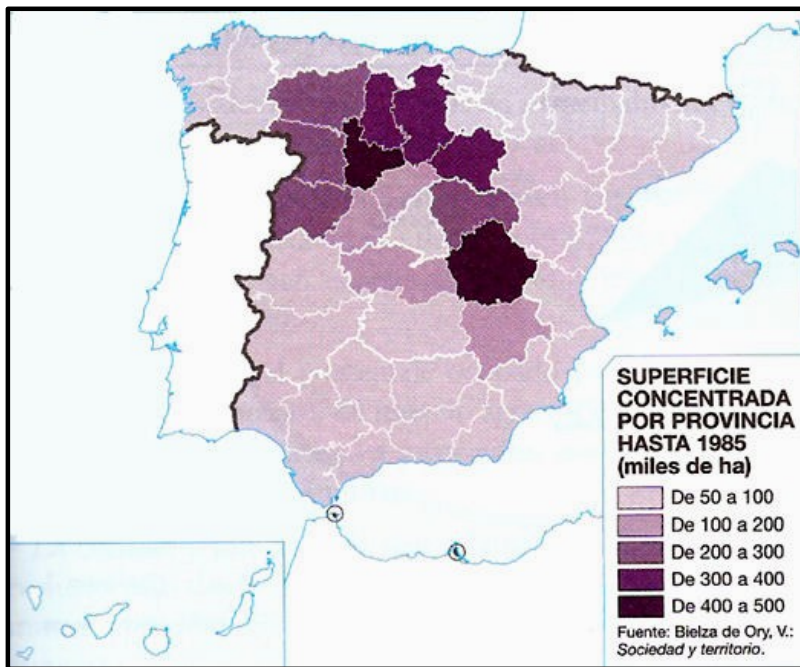 SUPERFICIE
CONCENTRADA
POR PROVINCIA
HASTA 1985
(miles de ha)
De 50 a 100
De 100 a 200
De 200 a 300
De 300 a 400
De 400 a 500
Fuente: Bielza de Ory, V.:
Sociedad y territorio.